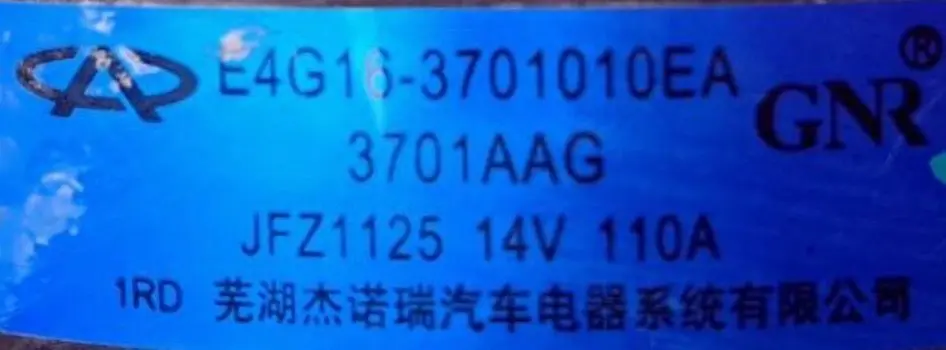 E4G16-3701010EA
GNR®
3701AAG
JFZ1125 14V 110A
1RD 芜湖杰诺瑞汽车电器系统有限公司